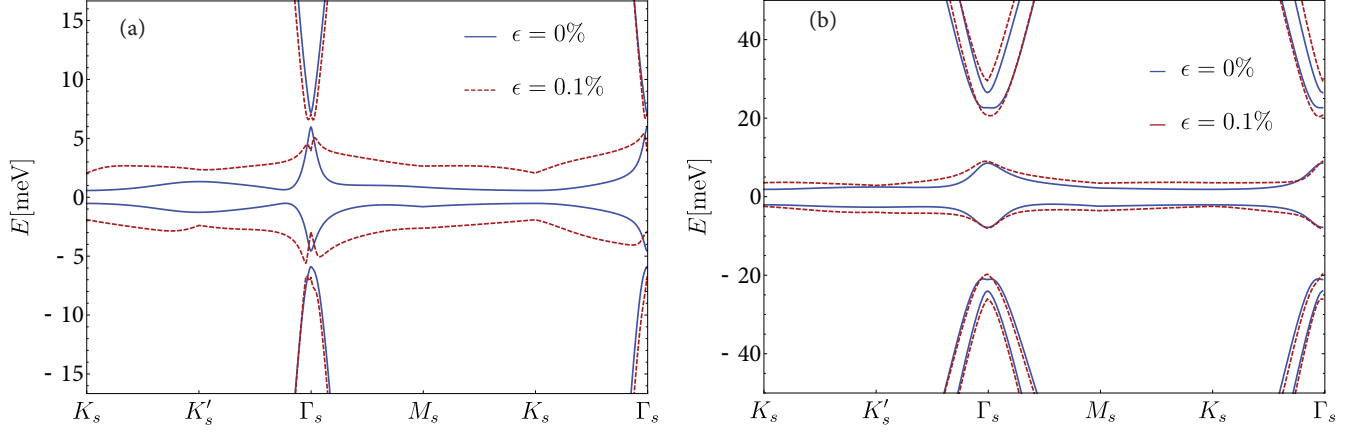 (a)
ϵ = 0%
ϵ = 0.1%
E[meV]
15
10
5
0
- 5
- 10
- 15
K_s K'_s Γ_s M_s K_s Γ_s
(b)
ϵ = 0%
ϵ = 0.1%
E[meV]
40
20
0
- 20
- 40
K_s K'_s Γ_s M_s K_s Γ_s